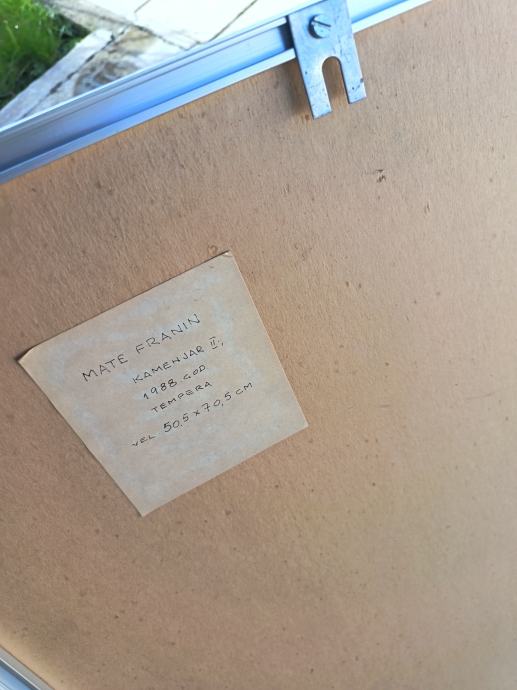 MATE FRANIN
KAMENJAR II.,
1988 GOD
TEMPERA
VEL. 50,5 x 70,5 CM